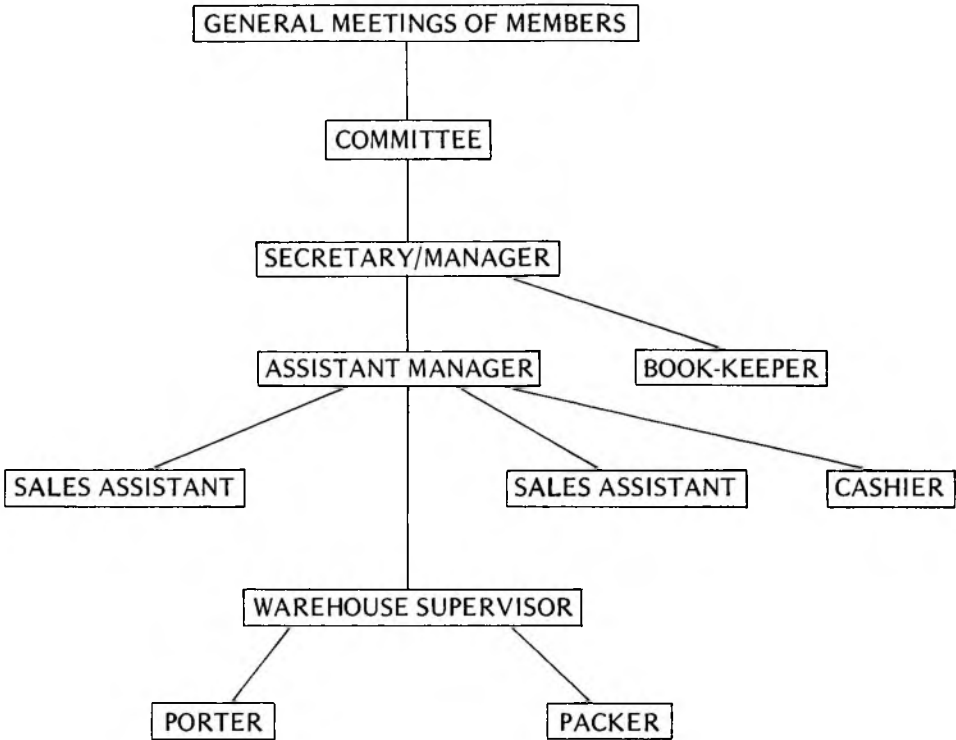 GENERAL MEETINGS OF MEMBERS
COMMITTEE
SECRETARY/MANAGER
ASSISTANT MANAGER
BOOK-KEEPER
SALES ASSISTANT
SALES ASSISTANT
CASHIER
WAREHOUSE SUPERVISOR
PORTER
PACKER